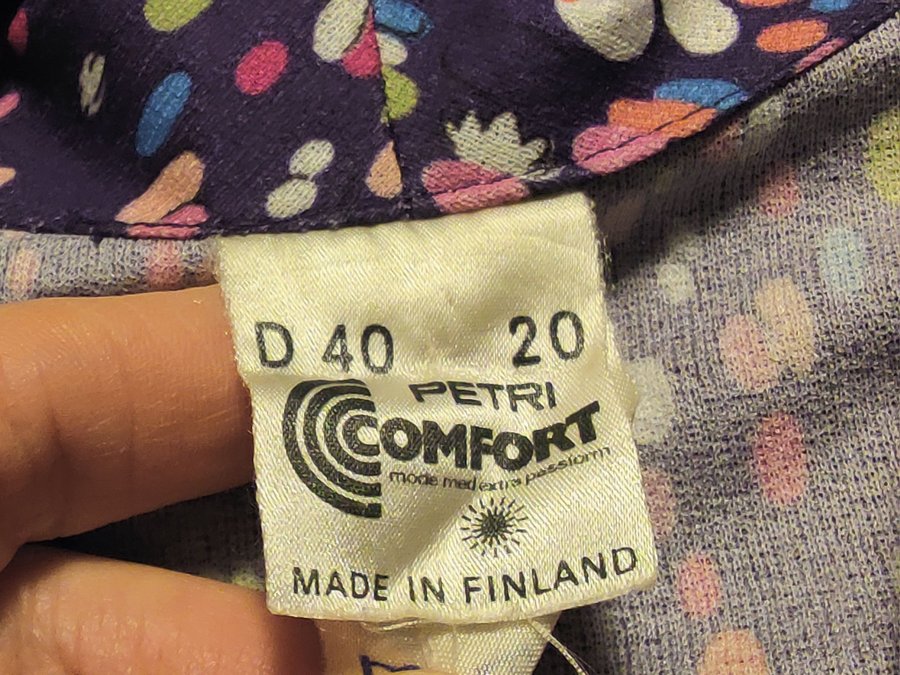 D 40 20
PETRI
COMFORT
mode med extra passform
MADE IN FINLAND